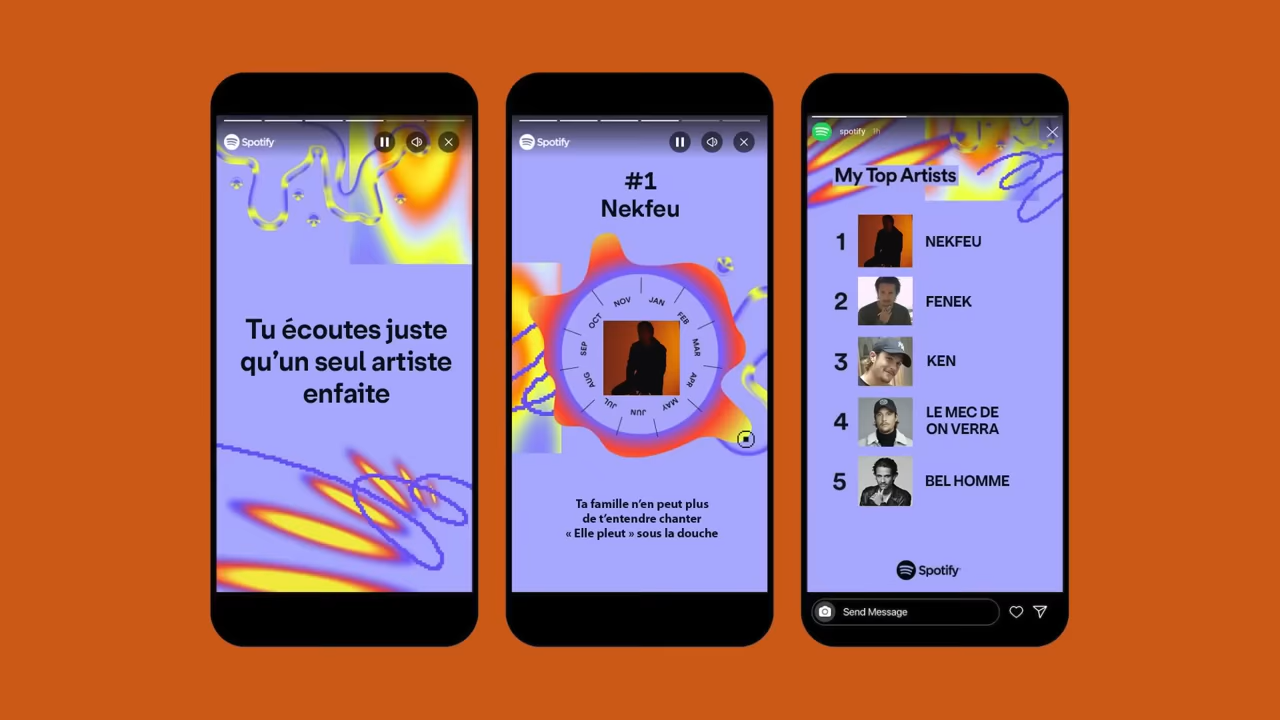 Spotify
Tu écoutes juste
qu’un seul artiste
enfaite
Spotify
#1
Nekfeu
JAN
FEB
MAR
APR
MAY
JUN
JUL
AUG
SEP
OCT
NOV
Ta famille n’en peut plus
de t’entendre chanter
« Elle pleut » sous la douche
spotify 1h
My Top Artists
1 NEKFEU
2 FENEK
3 KEN
4 LE MEC DE
ON VERRA
5 BEL HOMME
Spotify
Send Message